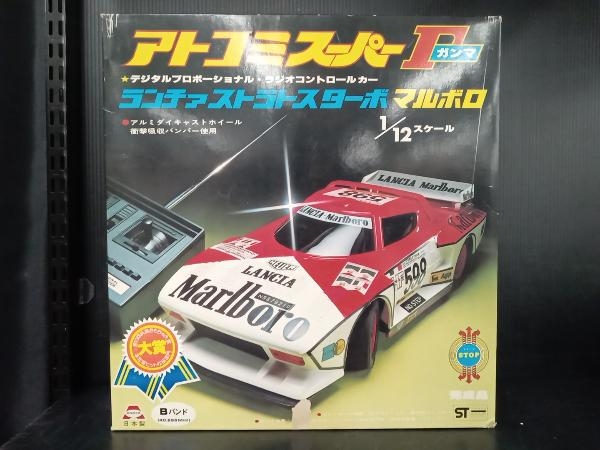 アトコミスーパーΓ
ガンマ
★デジタルプロポーショナル・ラジオコントロールカー
ランチァストラトスターボ マルボロ
●アルミダイキャストホイール
衝撃吸収バンパー使用
1/12 スケール
LANCIA Marlboro
Marlboro
LANCIA
Marlboro
599
大賞
STOP
完成品
日本製
Bバンド
ST